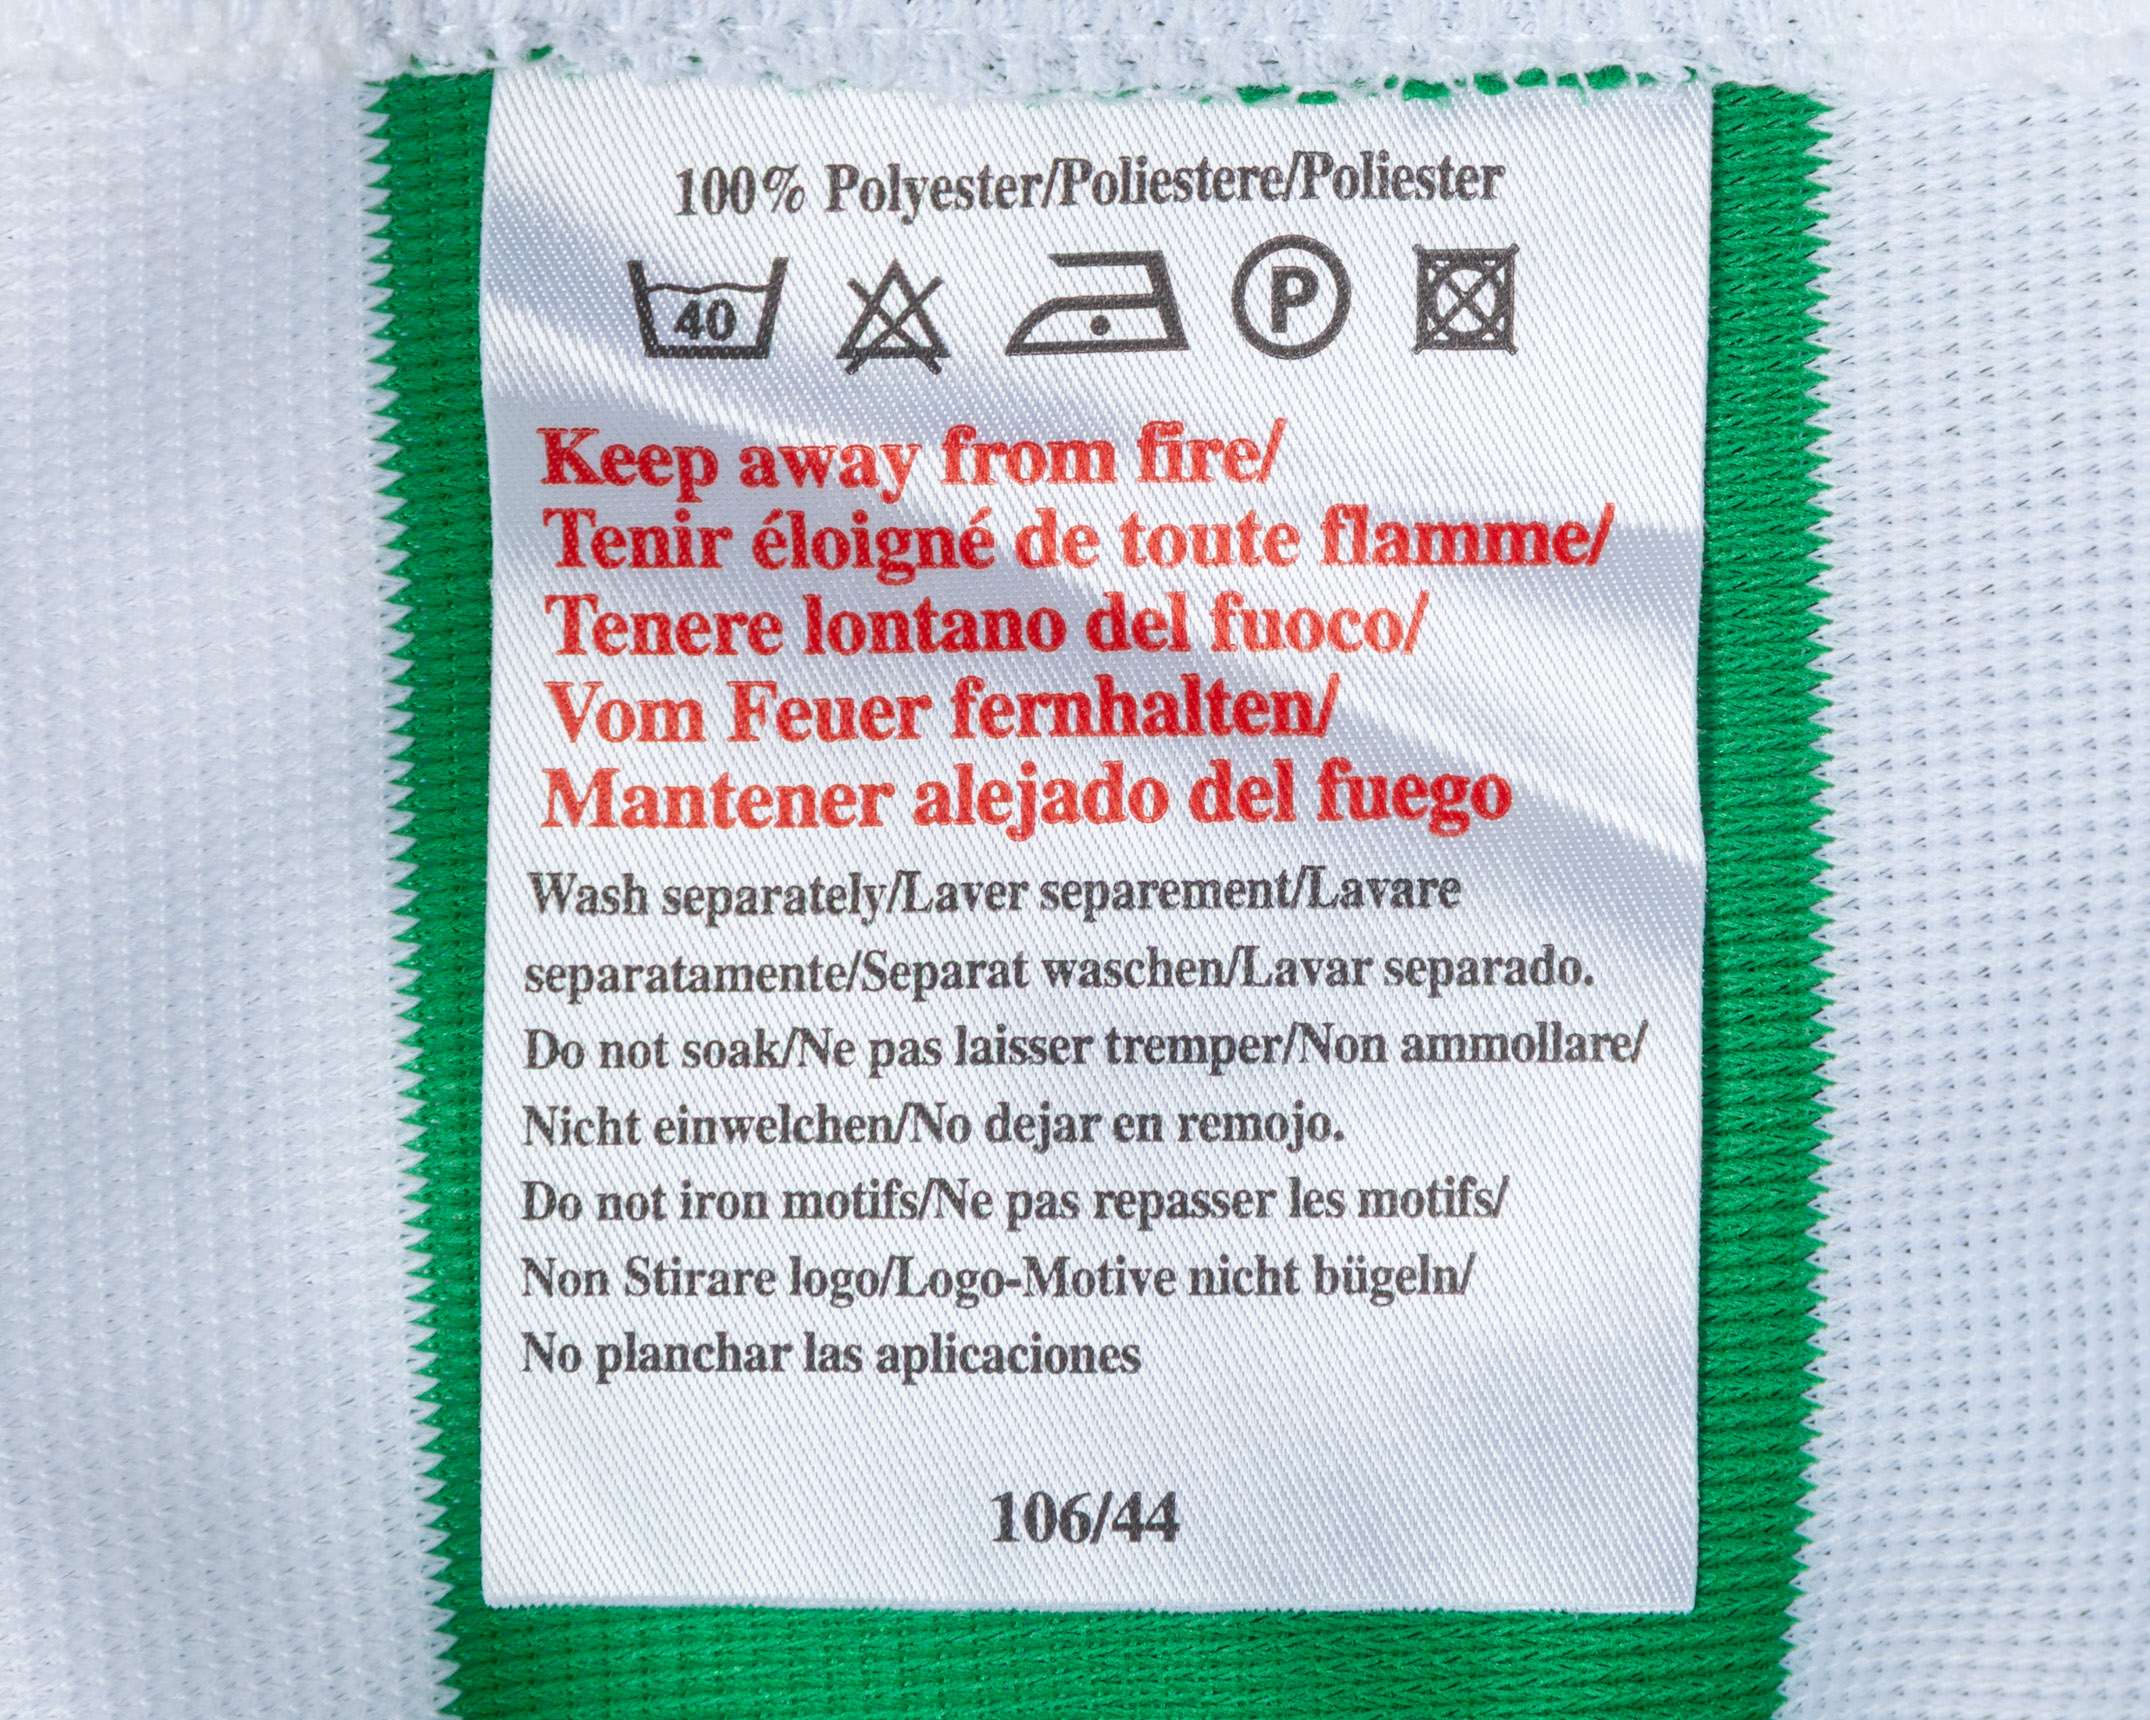 100% Polyester/Poliestere/Poliester
40 P
Keep away from fire/
Tenir éloigné de toute flamme/
Tenere lontano del fuoco/
Vom Feuer fernhalten/
Mantener alejado del fuego
Wash separately/Laver separement/Lavare
separatamente/Separat waschen/Lavar separado.
Do not soak/Ne pas laisser tremper/Non ammollare/
Nicht einwelchen/No dejar en remojo.
Do not iron motifs/Ne pas repasser les motifs/
Non Stirare logo/Logo-Motive nicht bügeln/
No planchar las aplicaciones
106/44